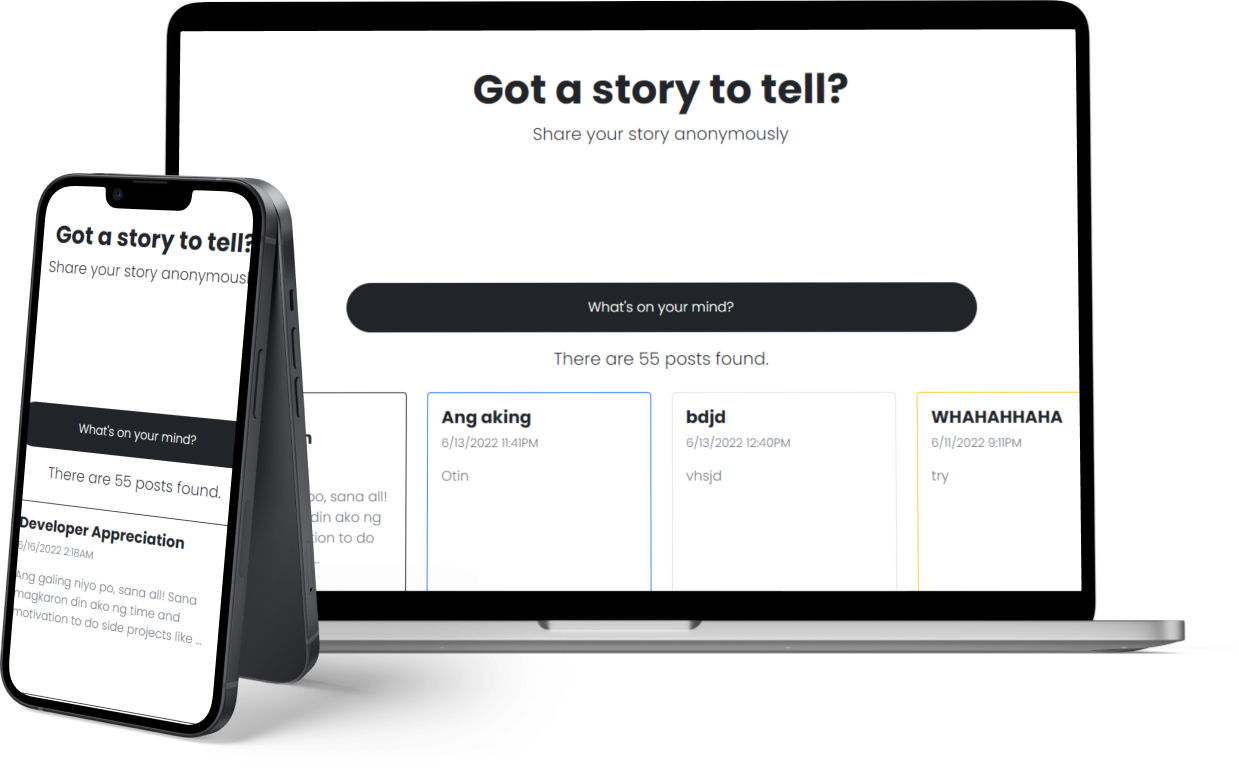 Got a story to tell?
Share your story anonymously
What's on your mind?
There are 55 posts found.
n
po, sana all!
din ako ng
tion to do
...
Ang aking
6/13/2022 11:41PM
Otin
bdjd
6/13/2022 12:40PM
vhsjd
WHAHAHHAHA
6/11/2022 9:11PM
try
Got a story to tell?
Share your story anonymousl
What's on your mind?
There are 55 posts found.
Developer Appreciation
6/16/2022 2:18AM
Ang galing niyo po, sana all! Sana
magkaron din ako ng time and
motivation to do side projects like ...